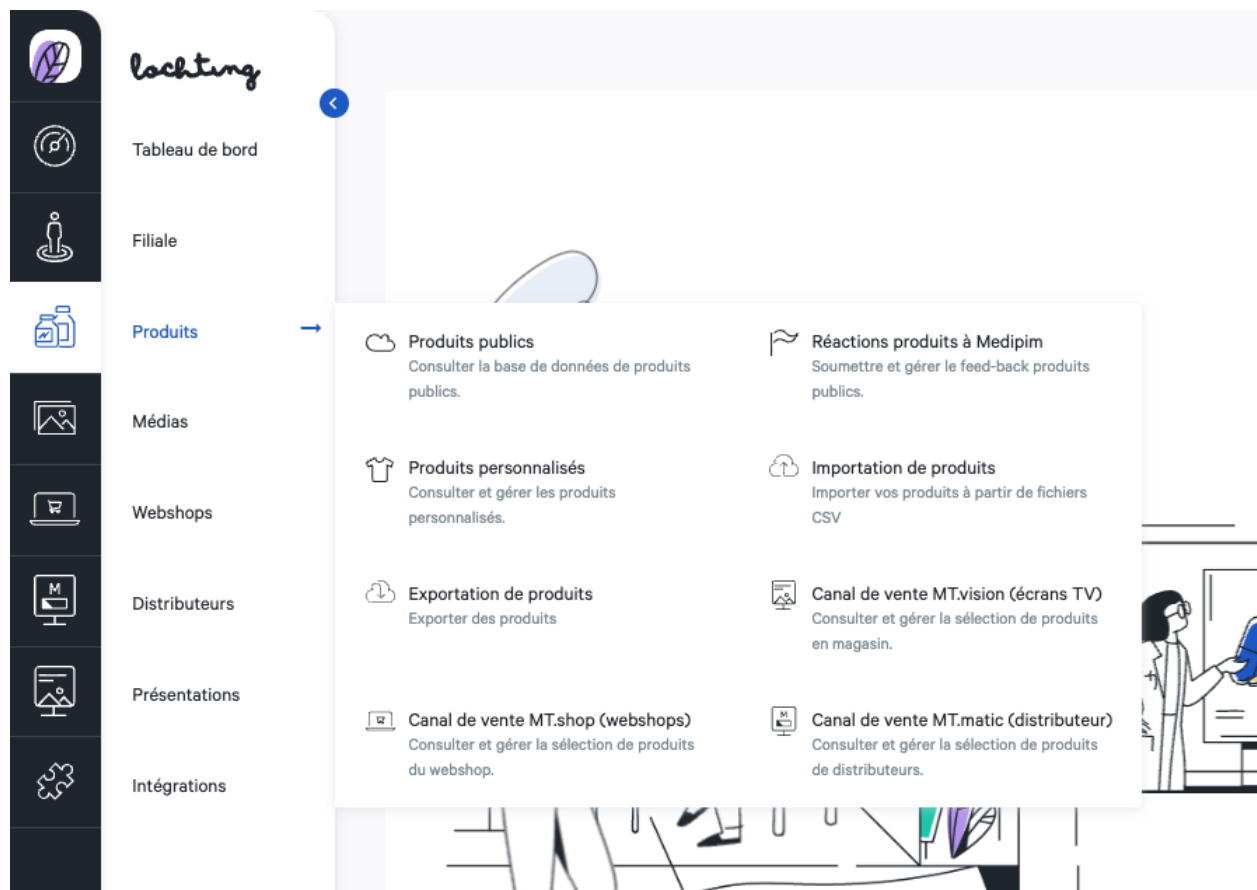 lochting
Tableau de bord
Filiale
Produits
Médias
Webshops
Distributeurs
Présentations
Intégrations
Produits publics
Consulter la base de données de produits
publics.
Réactions produits à Medipim
Soumettre et gérer le feed-back produits
publics.
Produits personnalisés
Consulter et gérer les produits
personnalisés.
Importation de produits
Importer vos produits à partir de fichiers
CSV
Exportation de produits
Exporter des produits
Canal de vente MT.vision (écrans TV)
Consulter et gérer la sélection de produits
en magasin.
Canal de vente MT.shop (webshops)
Consulter et gérer la sélection de produits
du webshop.
M
Canal de vente MT.matic (distributeur)
Consulter et gérer la sélection de produits
de distributeurs.
M